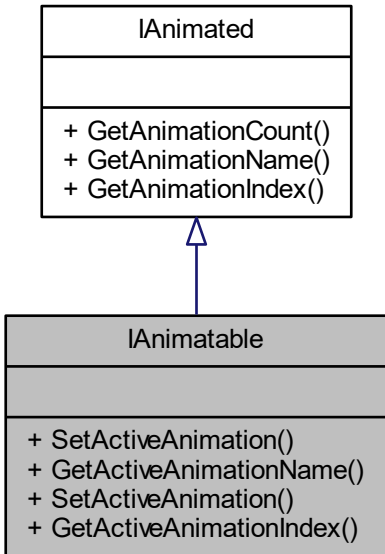 IAnimated
+ GetAnimationCount()
+ GetAnimationName()
+ GetAnimationIndex()
IAnimatable
+ SetActiveAnimation()
+ GetActiveAnimationName()
+ SetActiveAnimation()
+ GetActiveAnimationIndex()